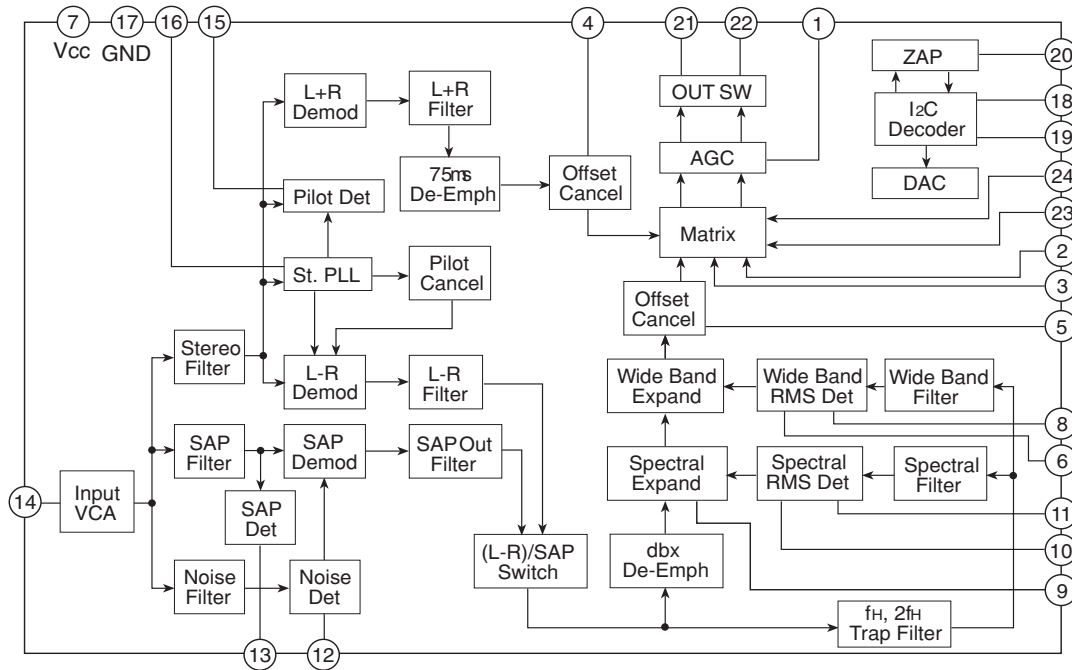 7
17
16
15
4
21
22
1
Vcc
GND
20
18
19
24
23
2
3
5
8
6
11
10
9
14
13
12
L+R
Demod
L+R
Filter
75ms
De-Emph
Offset
Cancel
OUT SW
AGC
Matrix
ZAP
I2C
Decoder
DAC
Pilot Det
St. PLL
Pilot
Cancel
Offset
Cancel
Stereo
Filter
L-R
Demod
L-R
Filter
Wide Band
Expand
Wide Band
RMS Det
Wide Band
Filter
SAP
Filter
SAP
Demod
SAP Out
Filter
Spectral
Expand
Spectral
RMS Det
Spectral
Filter
Input
VCA
SAP
Det
(L-R)/SAP
Switch
dbx
De-Emph
Noise
Filter
Noise
Det
fH, 2fH
Trap Filter